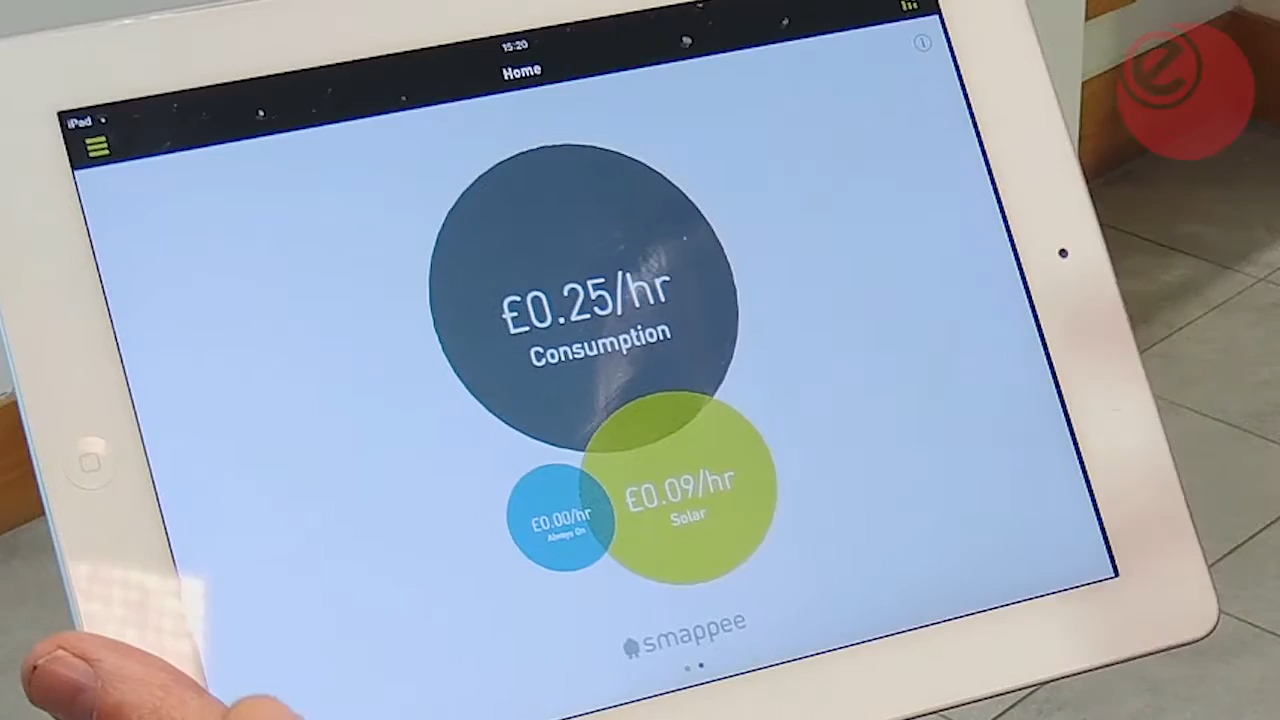 15:20
iPad
Home
£0.25/hr
Consumption
£0.09/hr
Solar
£0.00/hr
Always On
smappee
e